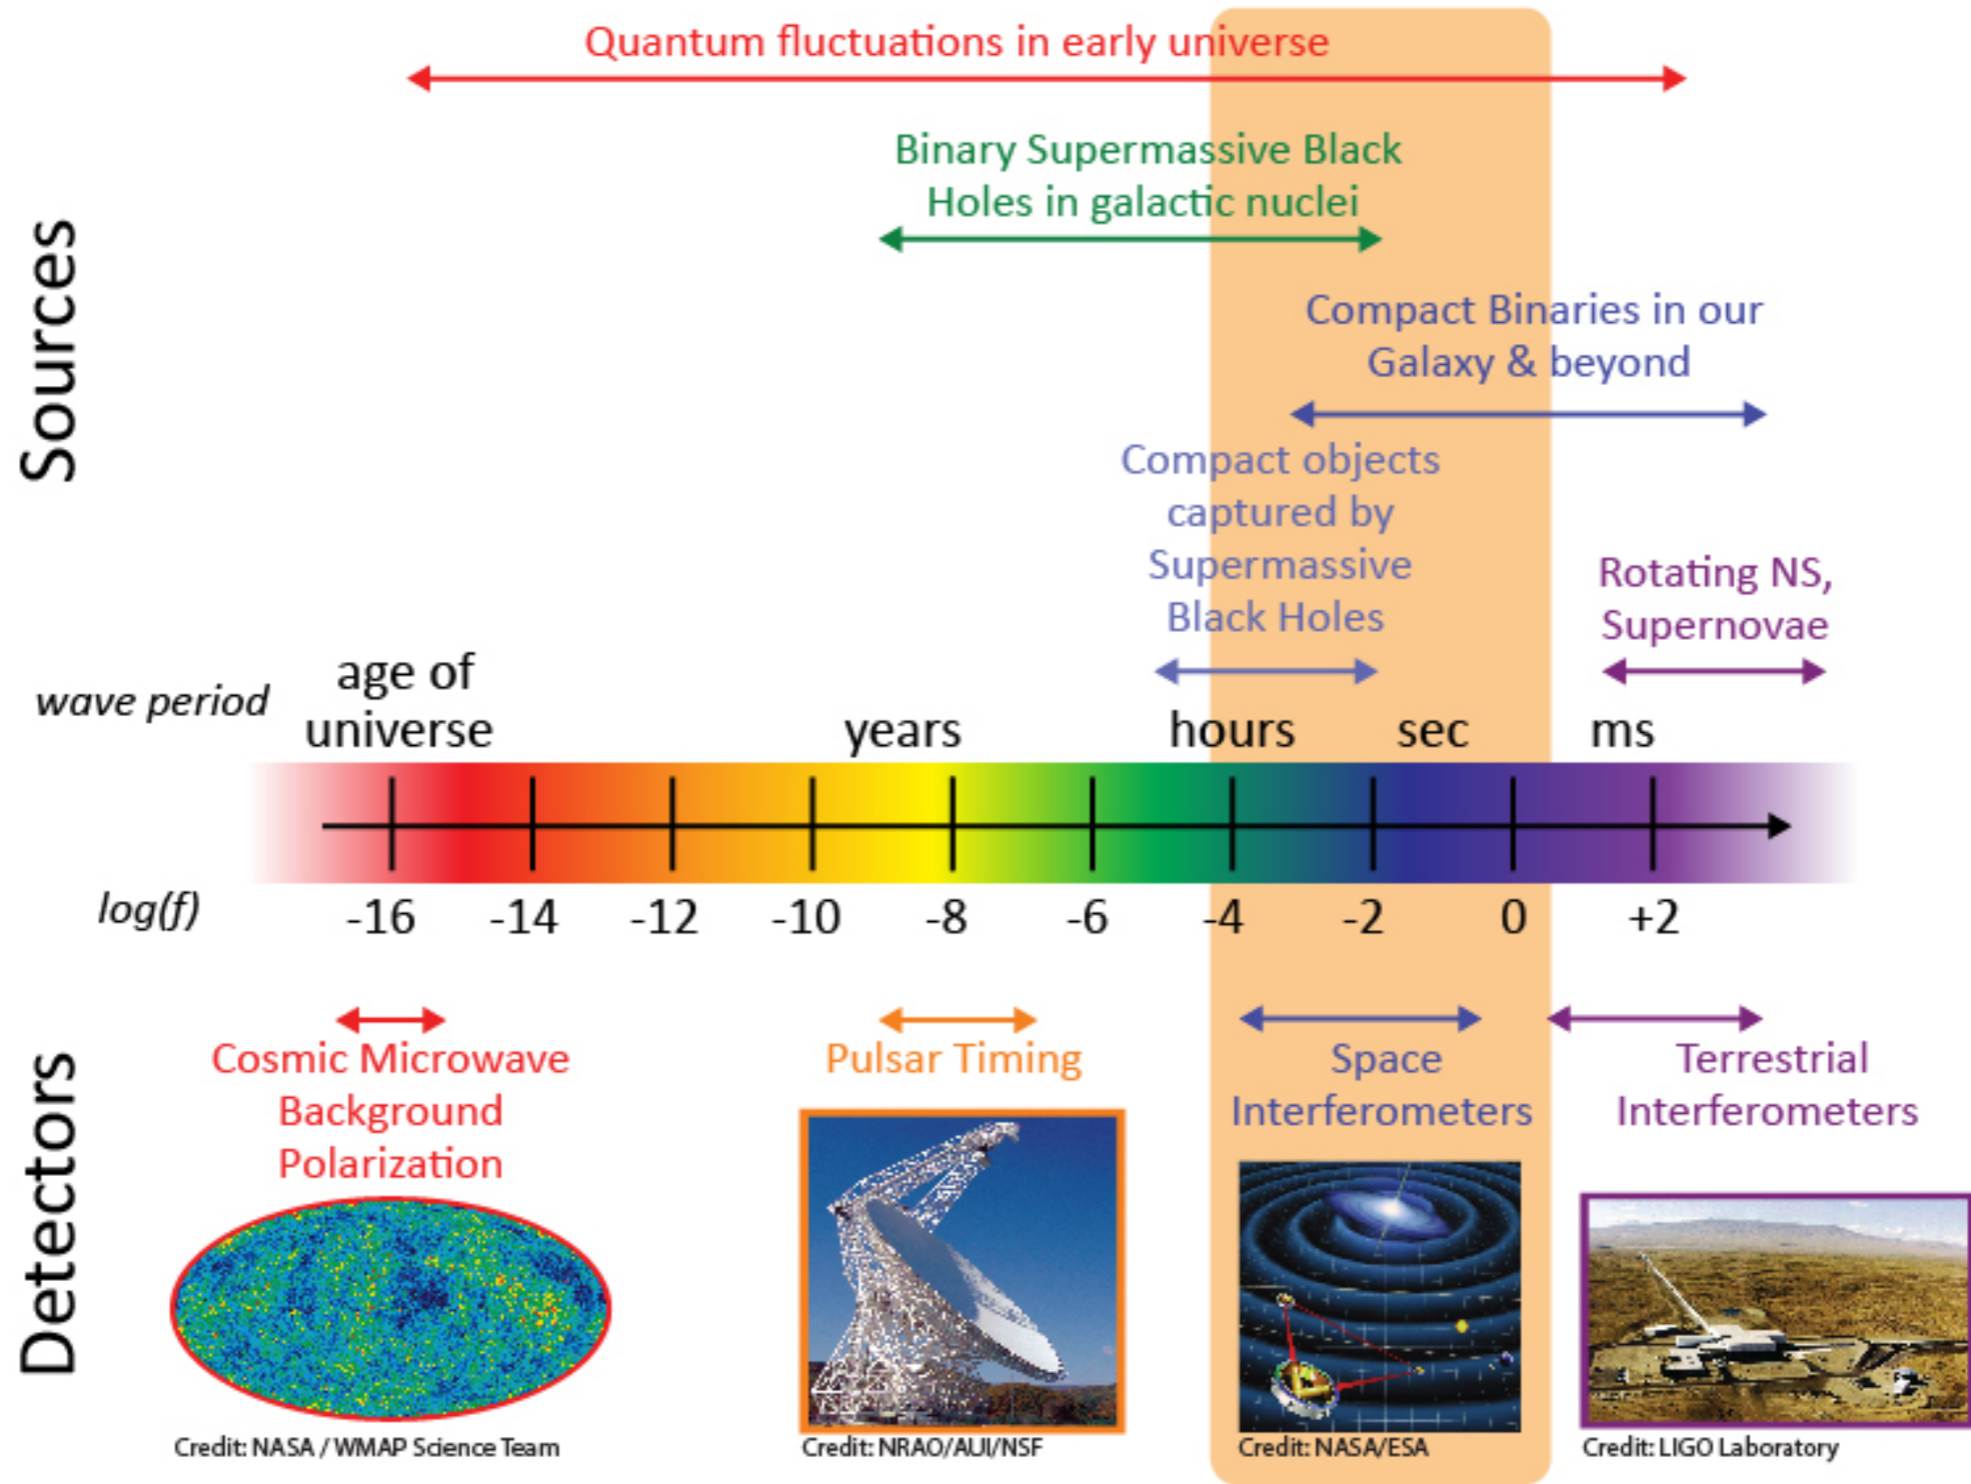 Quantum fluctuations in early universe
Binary Supermassive Black
Holes in galactic nuclei
Compact Binaries in our
Galaxy & beyond
Compact objects
captured by
Supermassive
Black Holes
Rotating NS,
Supernovae
Sources
wave period
age of
universe
years
hours
sec
ms
log(f)
-16
-14
-12
-10
-8
-6
-4
-2
0
+2
Detectors
Cosmic Microwave
Background
Polarization
Pulsar Timing
Space
Interferometers
Terrestrial
Interferometers
Credit: NASA / WMAP Science Team
Credit: NRAO/AUI/NSF
Credit: NASA/ESA
Credit: LIGO Laboratory